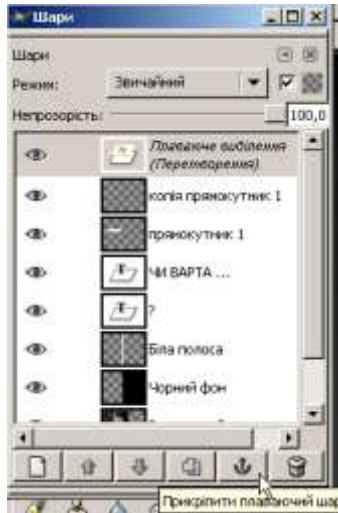 Шари
Шари
Режим: Звичайний
Непрозорість: 100,0
Плаваюче виділення
(Перетворення)
копія прямокутник 1
прямокутник 1
ЧИ ВАРТА ...
?
Біла полоса
Чорний фон
Прикріпити плаваючий шар